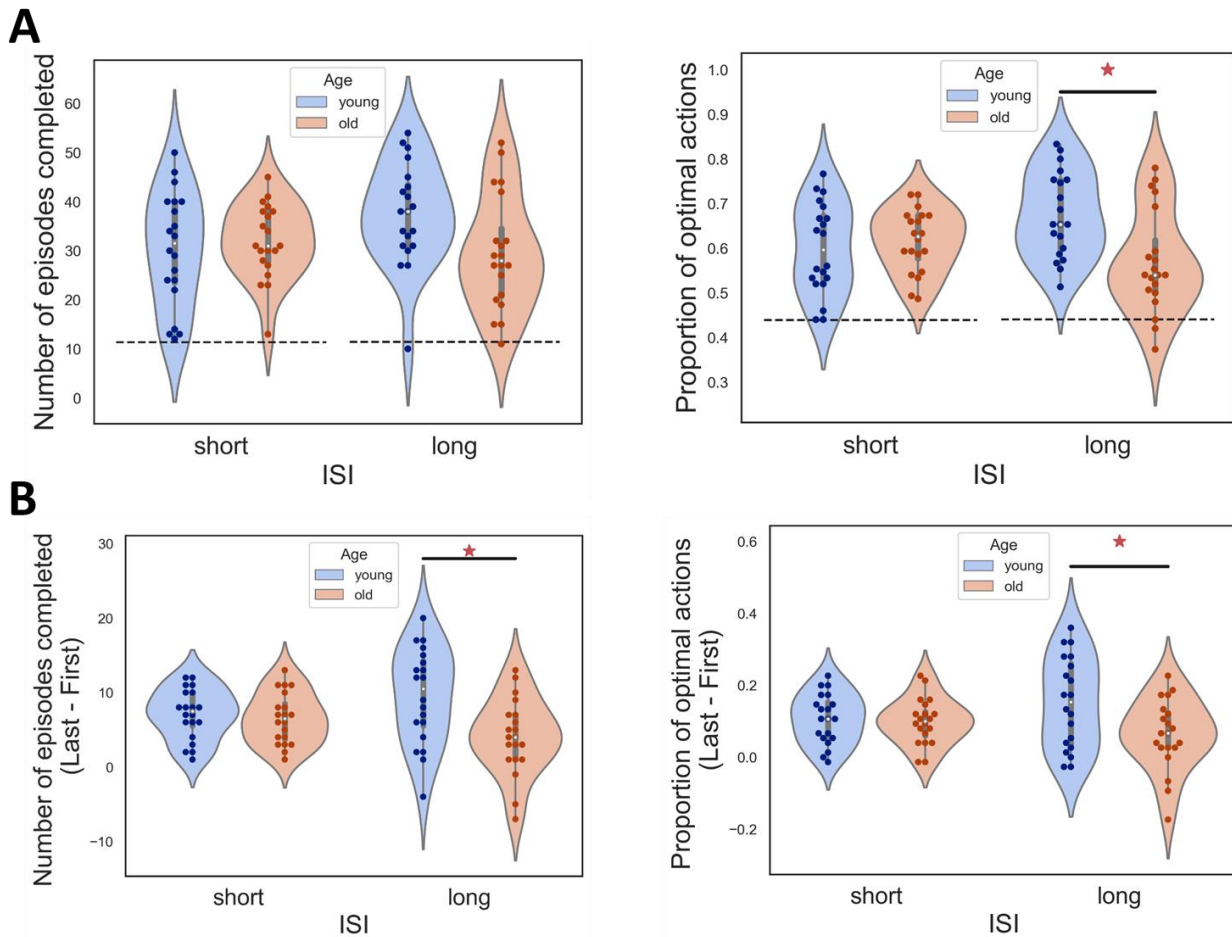 A
Number of episodes completed
60
50
40
30
20
10
0
Age
young
old
short
long
ISI
Proportion of optimal actions
1.0
0.9
0.8
0.7
0.6
0.5
0.4
0.3
Age
young
old
short
long
ISI
B
Number of episodes completed
(Last - First)
30
20
10
0
−10
Age
young
old
short
long
ISI
Proportion of optimal actions
(Last - First)
0.6
0.4
0.2
0.0
−0.2
Age
young
old
short
long
ISI